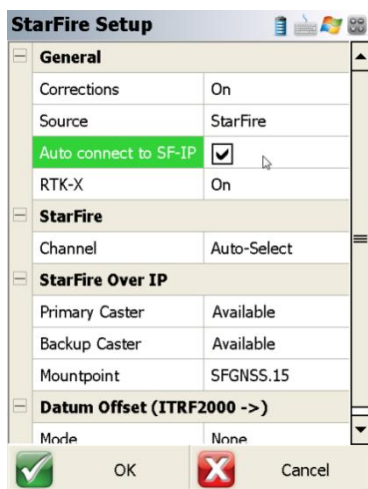 StarFire Setup
General
Corrections On
Source StarFire
Auto connect to SF-IP
RTK-X On
StarFire
Channel Auto-Select
StarFire Over IP
Primary Caster Available
Backup Caster Available
Mountpoint SFGNSS.15
Datum Offset (ITRF2000 ->)
Mode None
OK Cancel